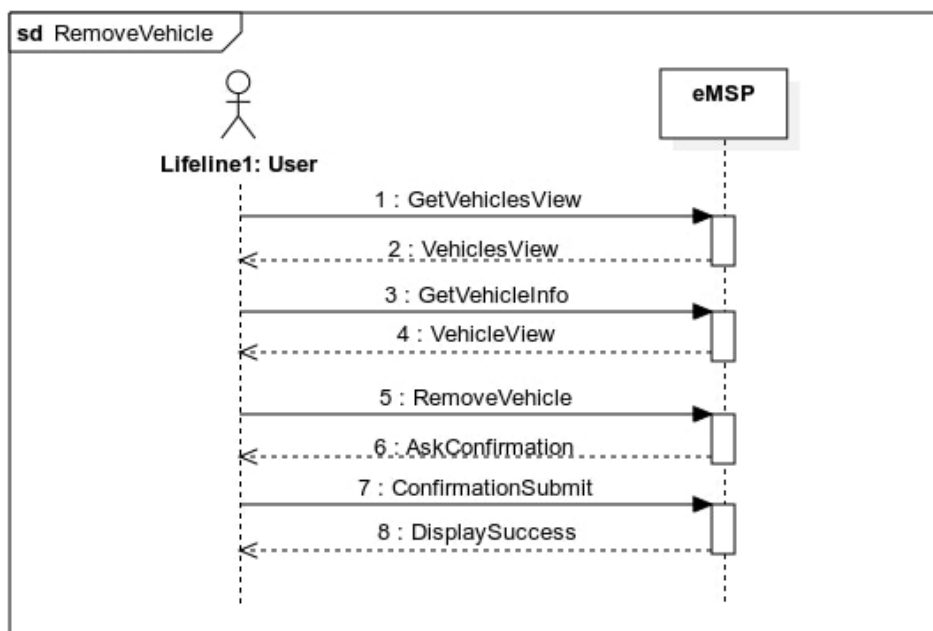 sd RemoveVehicle
eMSP
Lifeline1: User
1 : GetVehiclesView
2 : VehiclesView
3 : GetVehicleInfo
4 : VehicleView
5 : RemoveVehicle
6 : AskConfirmation
7 : ConfirmationSubmit
8 : DisplaySuccess